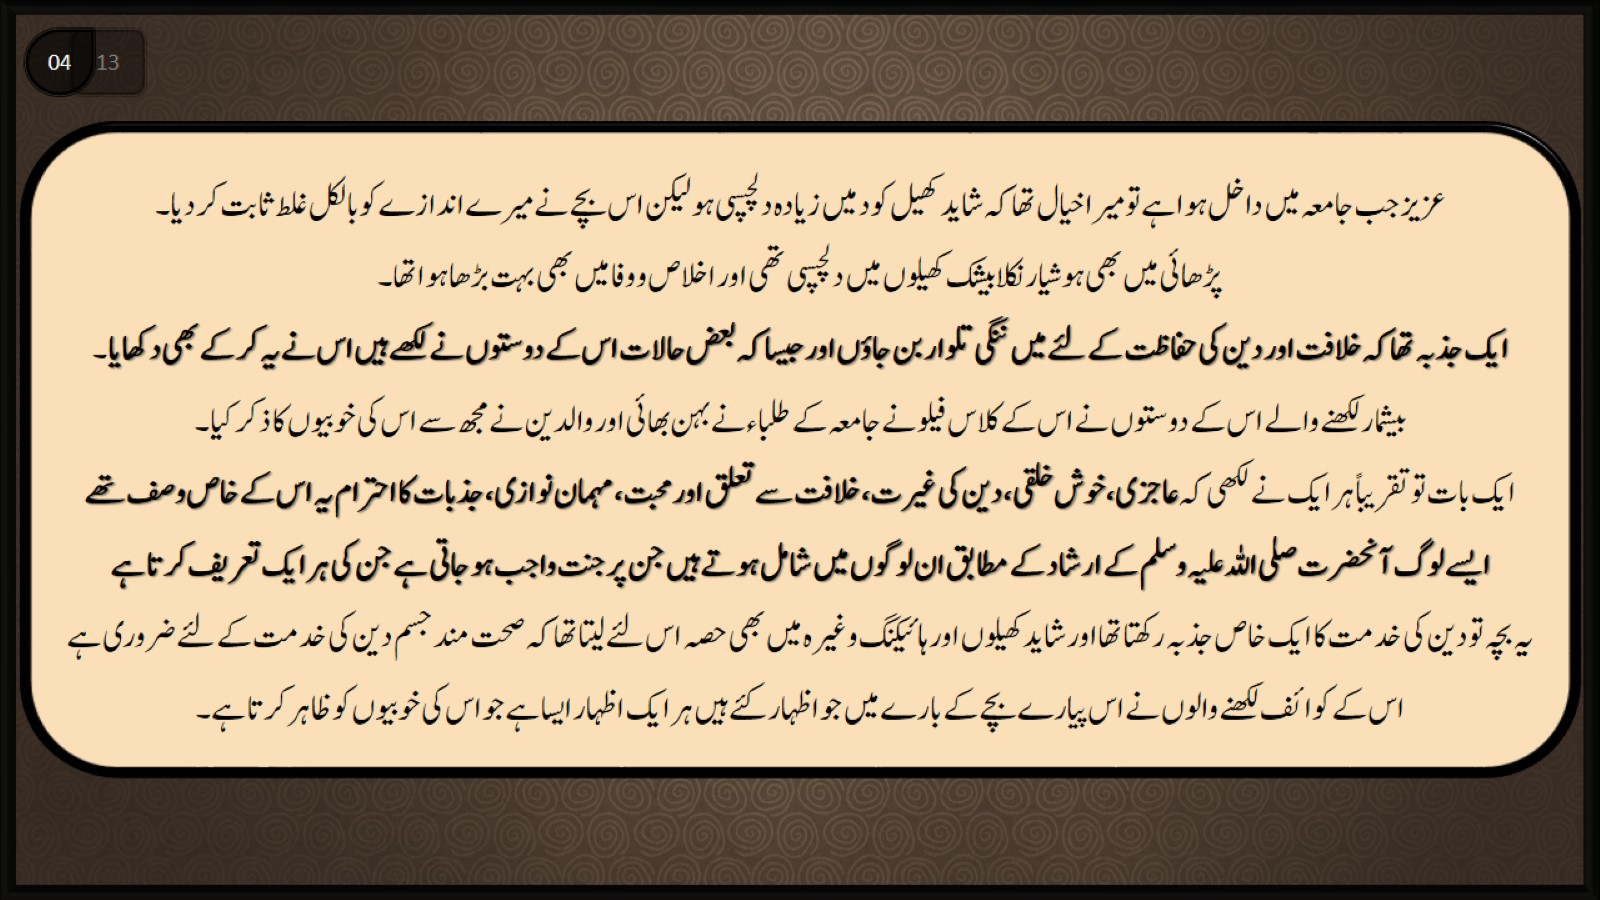 04 13
عزیز جب جامعہ میں داخل ہوا ہے تو میرا خیال تھا کہ شاید کھیل کود میں زیادہ دلچسپی ہو لیکن اس بچے نے میرے اندازے کو بالکل غلط ثابت کر دیا۔
پڑھائی میں بھی ہوشیار نکلا بیشک کھیلوں میں دلچسپی تھی اور اخلاص و وفا میں بھی بہت بڑھا ہوا تھا۔
ایک جذبہ تھا کہ خلافت اور دین کی حفاظت کے لئے میں ننگی تلوار بن جاؤں اور جیسا کہ بعض حالات اس کے دوستوں نے لکھے ہیں اس نے یہ کر کے بھی دکھایا۔
بیشمار لکھنے والے اس کے دوستوں نے اس کے کلاس فیلو نے جامعہ کے طلباء نے بہن بھائی اور والدین نے مجھ سے اس کی خوبیوں کا ذکر کیا۔
ایک بات تو تقریباً ہر ایک نے لکھی کہ عاجزی، خوش خلقی، دین کی غیرت، خلافت سے تعلق اور محبت، مہمان نوازی، جذبات کا احترام یہ اس کے خاص وصف تھے
ایسے لوگ آنحضرت صلی اللہ علیہ وسلم کے ارشاد کے مطابق ان لوگوں میں شامل ہوتے ہیں جن پر جنت واجب ہو جاتی ہے جن کی ہر ایک تعریف کرتا ہے
یہ بچہ تو دین کی خدمت کا ایک خاص جذبہ رکھتا تھا اور شاید کھیلوں اور ہائیکنگ وغیرہ میں بھی حصہ اس لئے لیتا تھا کہ صحت مند جسم دین کی خدمت کے لئے ضروری ہے
اس کے کوائف لکھنے والوں نے اس پیارے بچے کے بارے میں جو اظہار کئے ہیں ہر ایک اظہار ایسا ہے جو اس کی خوبیوں کو ظاہر کرتا ہے۔